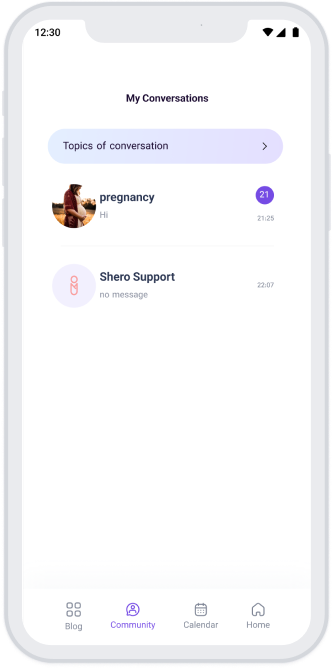 12:30
My Conversations
Topics of conversation
pregnancy
21
Hi
21:25
Shero Support
no message
22:07
Blog
Community
Calendar
Home